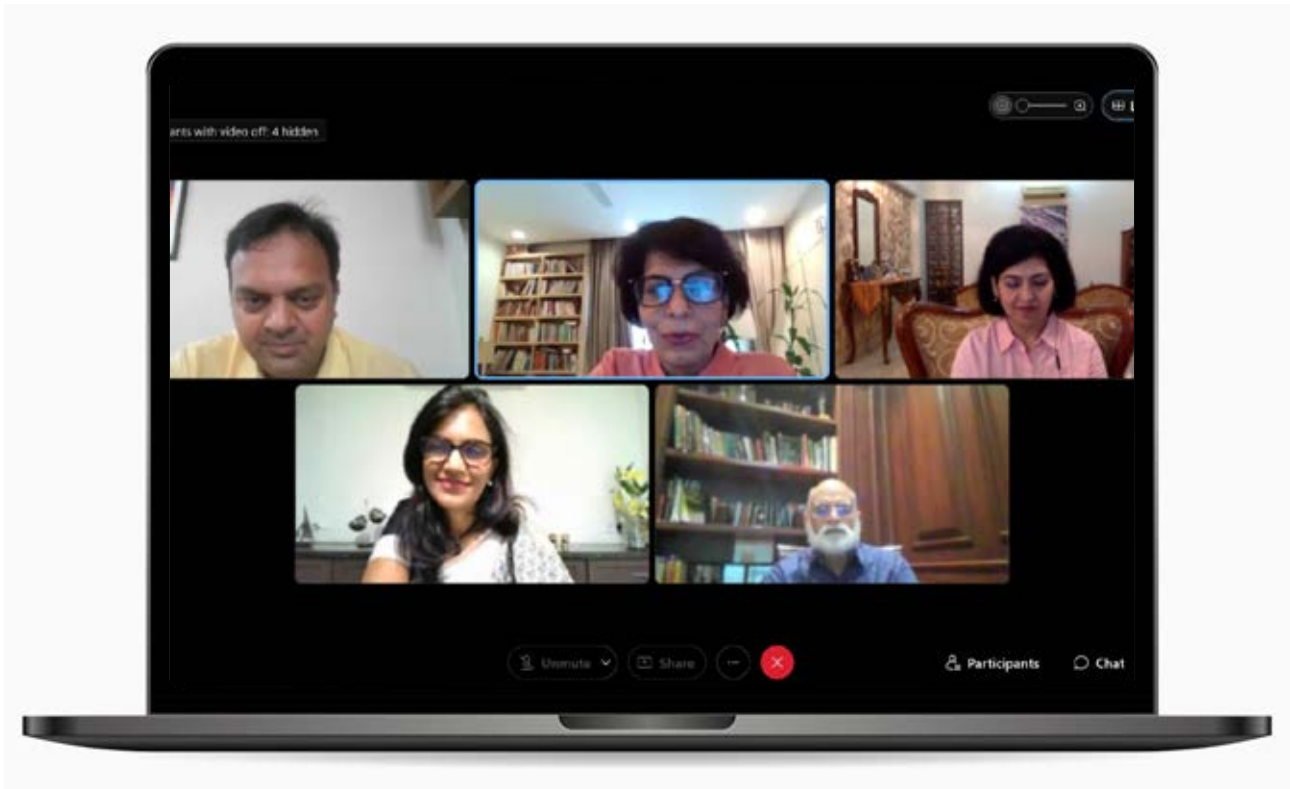 ants with video off: 4 hidden
Unmute
Share
Participants
Chat